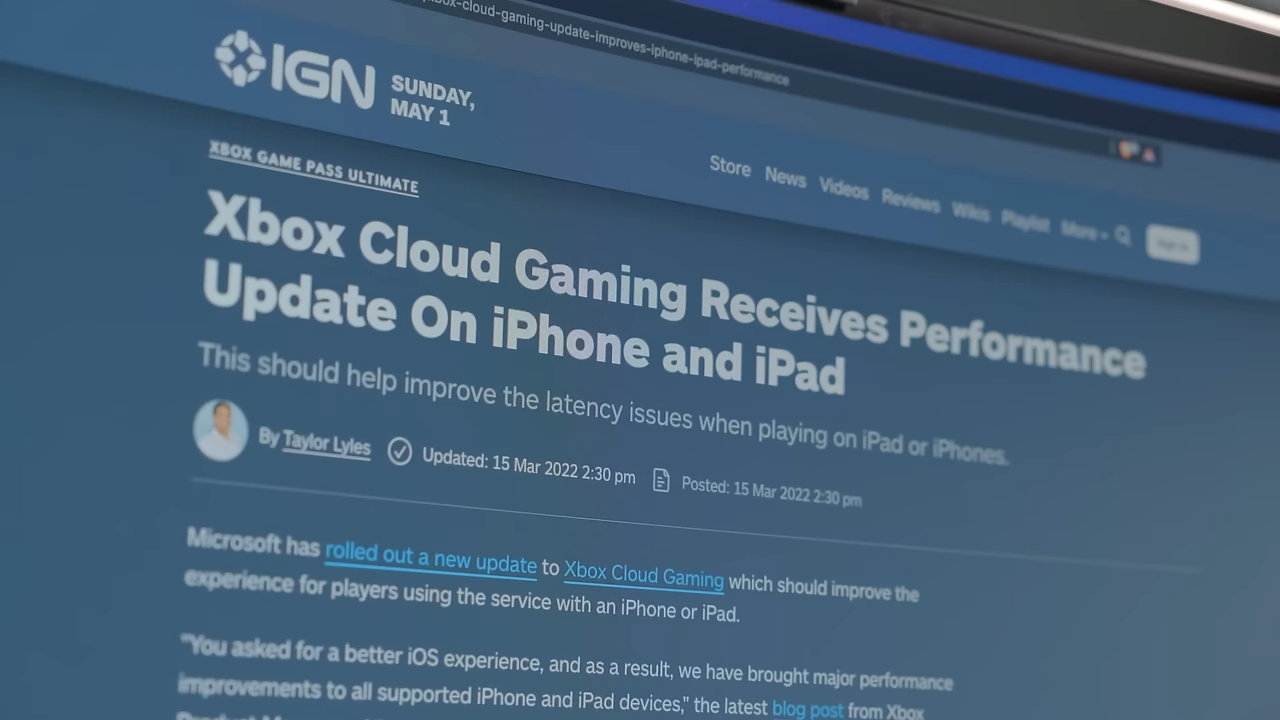 xbox-cloud-gaming-update-improves-iphone-ipad-performance
IGN
SUNDAY,
MAY 1
Store News Videos Reviews Wikis Playlist More
XBOX GAME PASS ULTIMATE
Xbox Cloud Gaming Receives Performance
Update On iPhone and iPad
This should help improve the latency issues when playing on iPad or iPhones.
By Taylor Lyles Updated: 15 Mar 2022 2:30 pm Posted: 15 Mar 2022 2:30 pm
Microsoft has rolled out a new update to Xbox Cloud Gaming which should improve the
experience for players using the service with an iPhone or iPad.
"You asked for a better iOS experience, and as a result, we have brought major performance
improvements to all supported iPhone and iPad devices," the latest blog post from Xbox